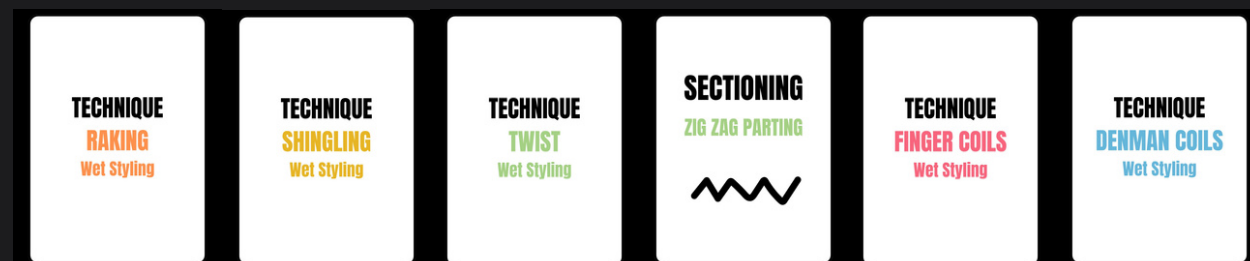 TECHNIQUE
RAKING
Wet Styling
TECHNIQUE
SHINGLING
Wet Styling
TECHNIQUE
TWIST
Wet Styling
SECTIONING
ZIG ZAG PARTING
TECHNIQUE
FINGER COILS
Wet Styling
TECHNIQUE
DENMAN COILS
Wet Styling